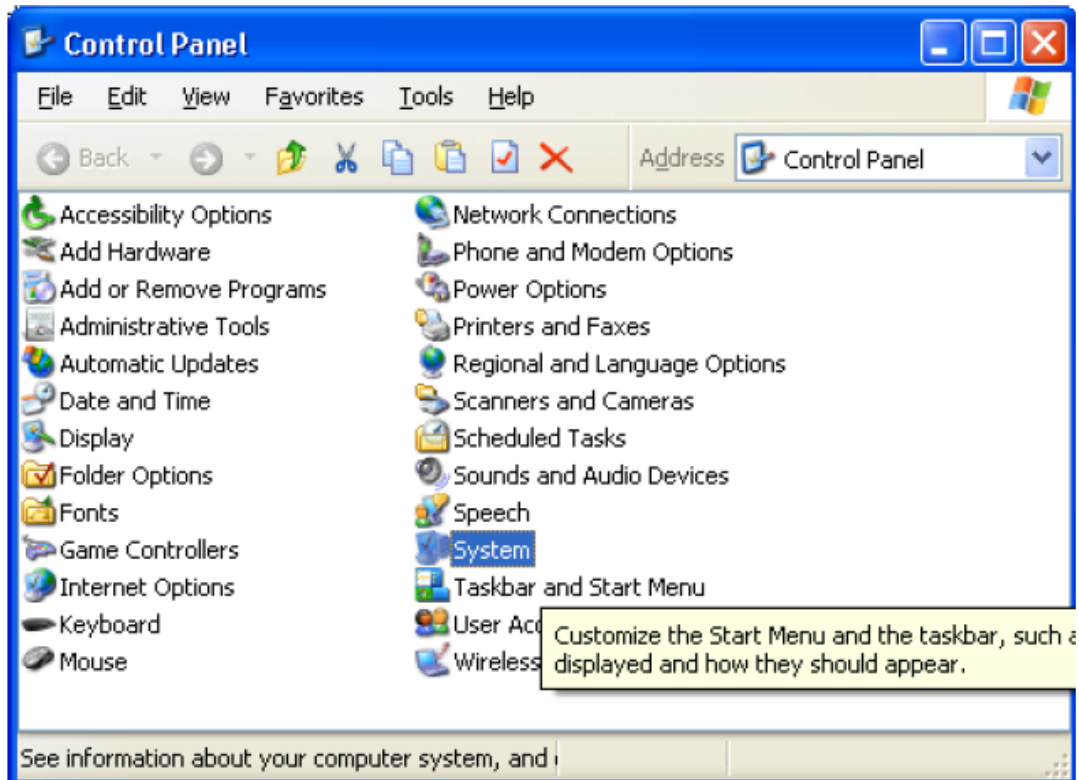 Control Panel
File Edit View Favorites Tools Help
Back Address Control Panel
Accessibility Options
Add Hardware
Add or Remove Programs
Administrative Tools
Automatic Updates
Date and Time
Display
Folder Options
Fonts
Game Controllers
Internet Options
Keyboard
Mouse
Network Connections
Phone and Modem Options
Power Options
Printers and Faxes
Regional and Language Options
Scanners and Cameras
Scheduled Tasks
Sounds and Audio Devices
Speech
System
Taskbar and Start Menu
User
Wireless
Customize the Start Menu and the taskbar, such
displayed and how they should appear.
See information about your computer system, and